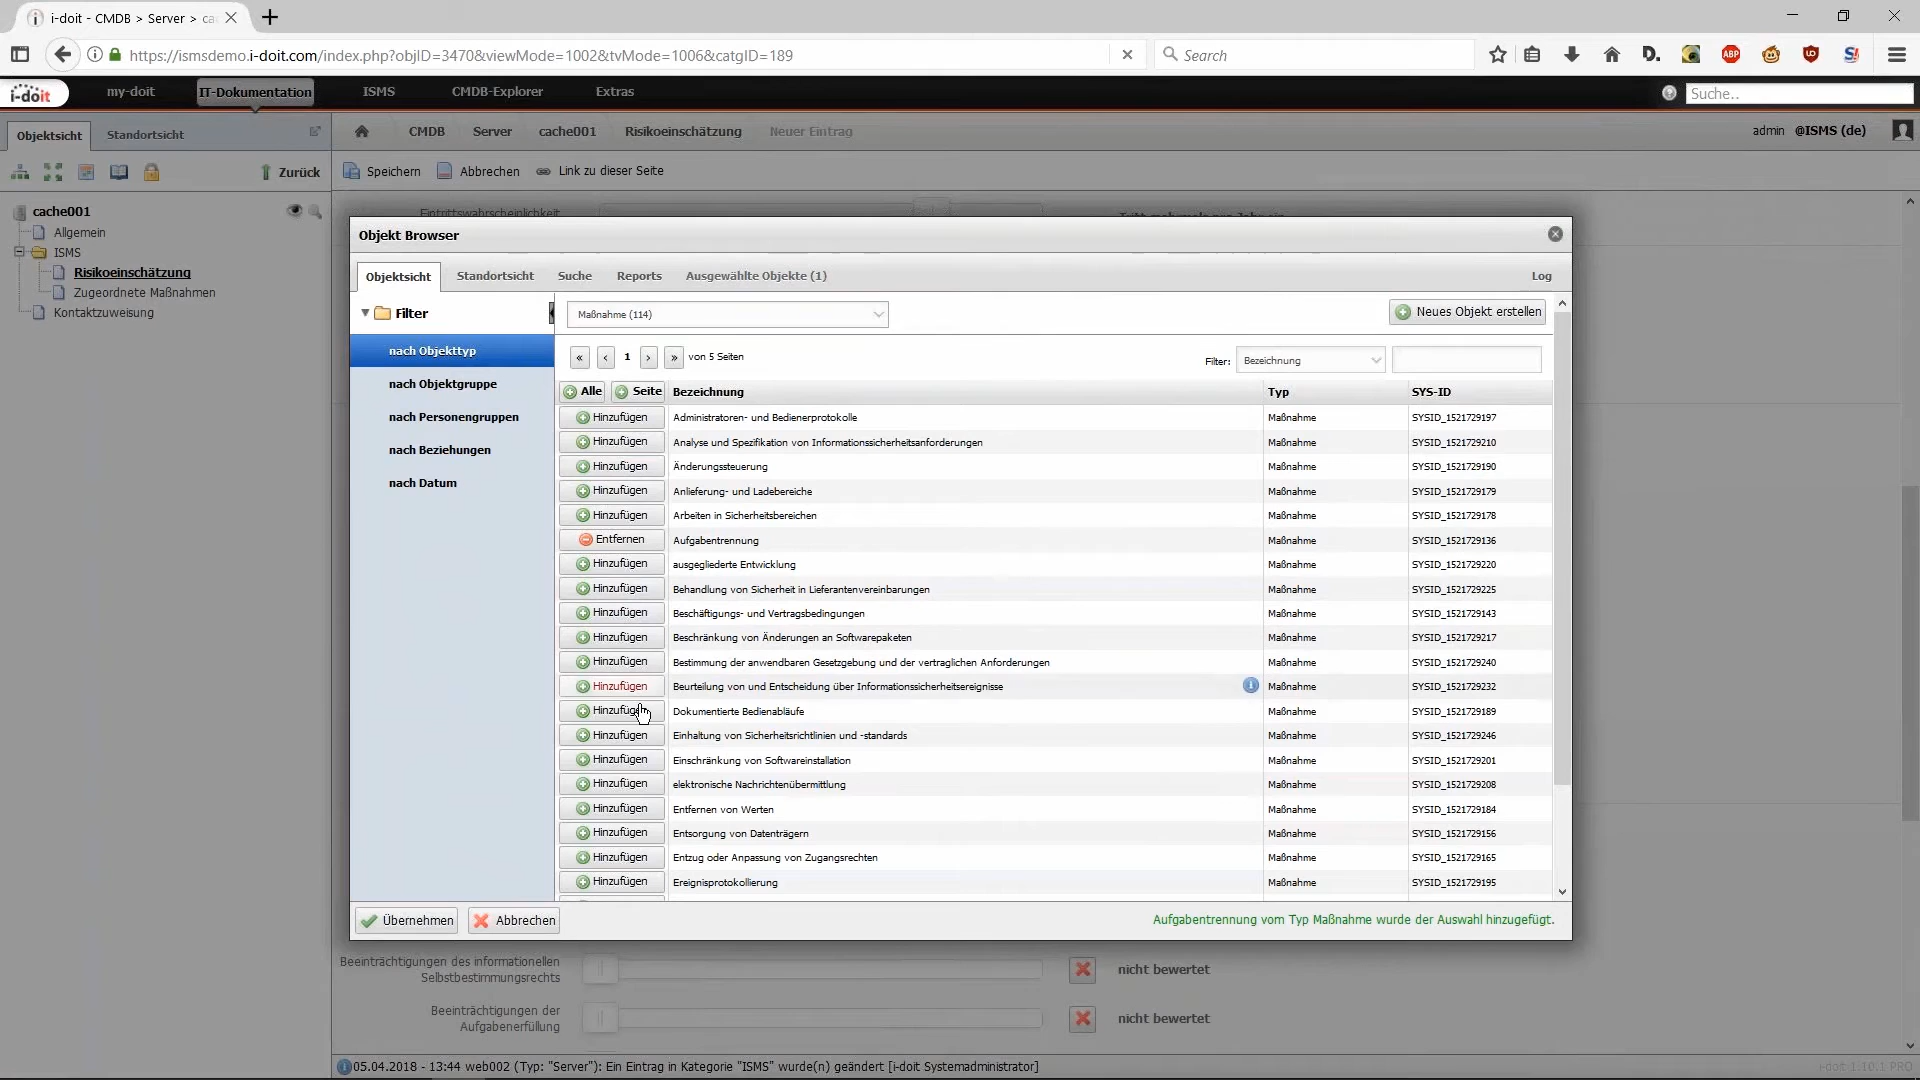 i-doit - CMDB > Server > ca
https://ismsdemo.i-doit.com/index.php?objID=3470&viewMode=1002&tvMode=1006&catgID=189
Search
i-doit
my-doit
IT-Dokumentation
ISMS
CMDB-Explorer
Extras
Suche..
Objektsicht
Standortsicht
CMDB
Server
cache001
Risikoeinschätzung
Neuer Eintrag
admin @ISMS (de)
Zurück
Speichern
Abbrechen
Link zu dieser Seite
cache001
Allgemein
ISMS
Risikoeinschätzung
Zugeordnete Maßnahmen
Kontaktzuweisung
Eintrittswahrscheinlichkeit
Tritt mehrmals pro Jahr ein
Objekt Browser
Objektsicht
Standortsicht
Suche
Reports
Ausgewählte Objekte (1)
Log
Filter
nach Objekttyp
nach Objektgruppe
nach Personengruppen
nach Beziehungen
nach Datum
Maßnahme (114)
Neues Objekt erstellen
« ‹ 1 › » von 5 Seiten
Filter: Bezeichnung
Alle Seite Bezeichnung Typ SYS-ID
Hinzufügen Administratoren- und Bedienerprotokolle Maßnahme SYSID_1521729197
Hinzufügen Analyse und Spezifikation von Informationssicherheitsanforderungen Maßnahme SYSID_1521729210
Hinzufügen Änderungssteuerung Maßnahme SYSID_1521729190
Hinzufügen Anlieferung- und Ladebereiche Maßnahme SYSID_1521729179
Hinzufügen Arbeiten in Sicherheitsbereichen Maßnahme SYSID_1521729178
Entfernen Aufgabentrennung Maßnahme SYSID_1521729136
Hinzufügen ausgegliederte Entwicklung Maßnahme SYSID_1521729220
Hinzufügen Behandlung von Sicherheit in Lieferantenvereinbarungen Maßnahme SYSID_1521729225
Hinzufügen Beschäftigungs- und Vertragsbedingungen Maßnahme SYSID_1521729143
Hinzufügen Beschränkung von Änderungen an Softwarepaketen Maßnahme SYSID_1521729217
Hinzufügen Bestimmung der anwendbaren Gesetzgebung und der vertraglichen Anforderungen Maßnahme SYSID_1521729240
Hinzufügen Beurteilung von und Entscheidung über Informationssicherheitsereignisse Maßnahme SYSID_1521729232
Hinzufügen Dokumentierte Bedienabläufe Maßnahme SYSID_1521729189
Hinzufügen Einhaltung von Sicherheitsrichtlinien und -standards Maßnahme SYSID_1521729246
Hinzufügen Einschränkung von Softwareinstallation Maßnahme SYSID_1521729201
Hinzufügen elektronische Nachrichtenübermittlung Maßnahme SYSID_1521729208
Hinzufügen Entfernen von Werten Maßnahme SYSID_1521729184
Hinzufügen Entsorgung von Datenträgern Maßnahme SYSID_1521729156
Hinzufügen Entzug oder Anpassung von Zugangsrechten Maßnahme SYSID_1521729165
Hinzufügen Ereignisprotokollierung Maßnahme SYSID_1521729195
Übernehmen
Abbrechen
Aufgabentrennung vom Typ Maßnahme wurde der Auswahl hinzugefügt.
Beeinträchtigungen des informationellen
Selbstbestimmungsrechts
nicht bewertet
Beeinträchtigungen der
Aufgabenerfüllung
nicht bewertet
05.04.2018 - 13:44 web002 (Typ: "Server"): Ein Eintrag in Kategorie "ISMS" wurde(n) geändert [i-doit Systemadministrator]
i-doit 1.10.1 PRO